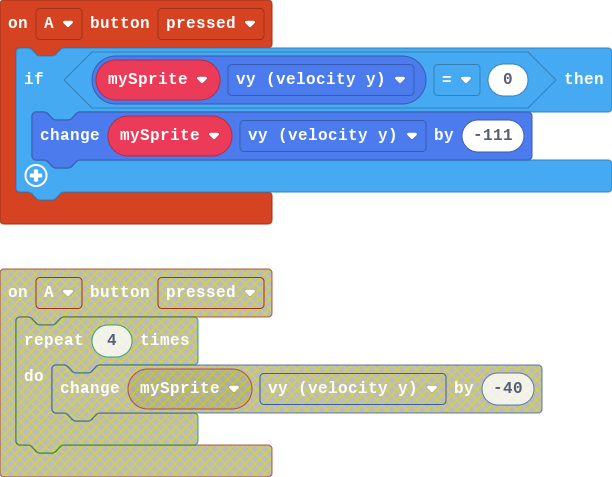 on A button pressed
if mySprite vy (velocity y) = 0 then
change mySprite vy (velocity y) by -111
on A button pressed
repeat 4 times
do change mySprite vy (velocity y) by -40